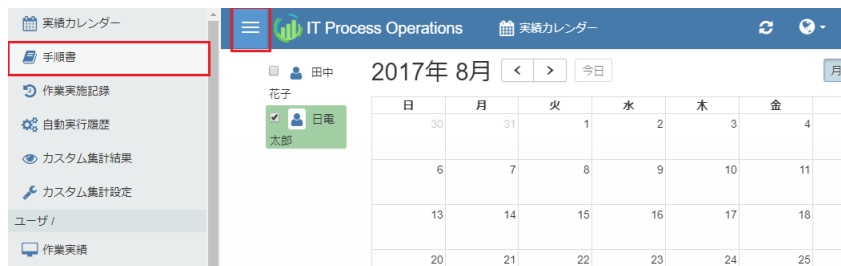 実績カレンダー
手順書
作業実施記録
自動実行履歴
カスタム集計結果
カスタム集計設定
ユーザ /
作業実績
IT Process Operations 実績カレンダー
田中
花子
日電
太郎
2017年 8月 < > 今日 月
日 月 火 水 木 金
30 31 1 2 3 4
6 7 8 9 10 11
13 14 15 16 17 18
20 21 22 23 24 25